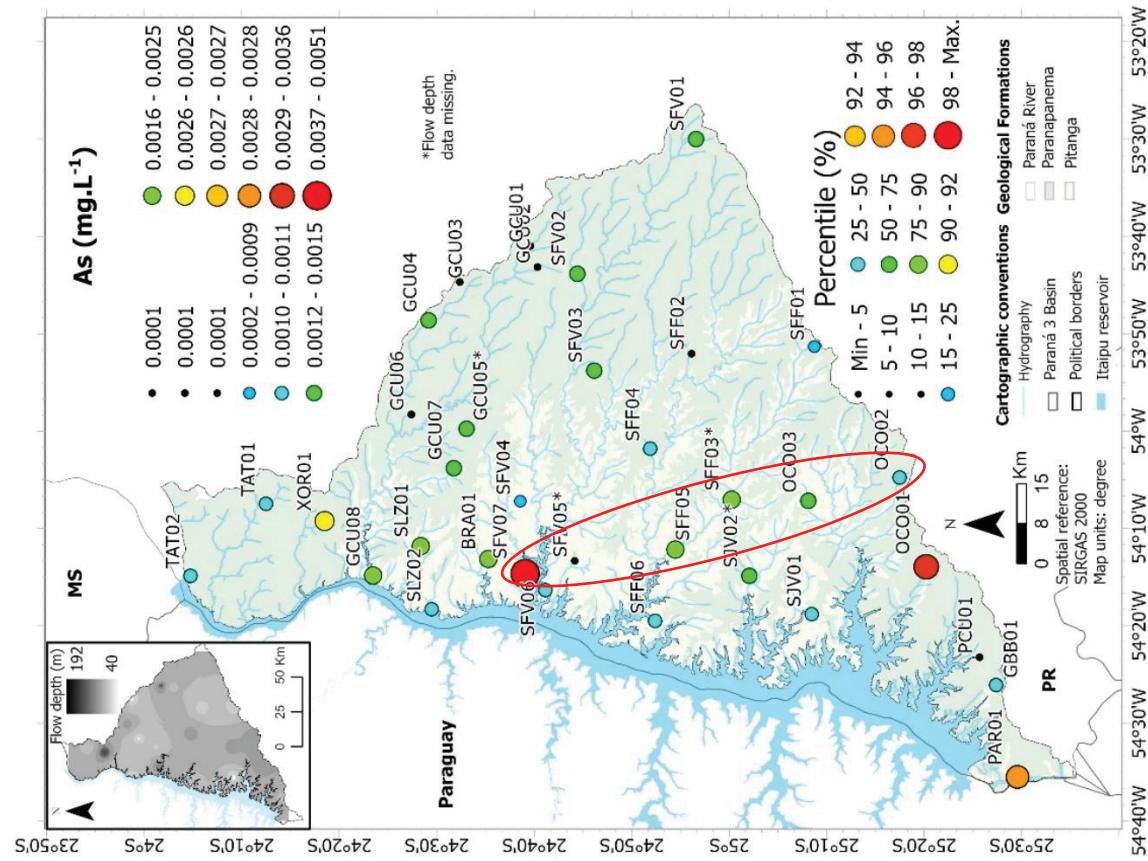 As (mg.L⁻¹)
0.0001
0.0001
0.0001
0.0002 - 0.0009
0.0010 - 0.0011
0.0012 - 0.0015
0.0016 - 0.0025
0.0026 - 0.0026
0.0027 - 0.0027
0.0028 - 0.0028
0.0029 - 0.0036
0.0037 - 0.0051
*Flow depth
data missing.
MS
Paraguay
PR
Flow depth (m)
192
40
N
0
25
50 Km
TAT02
TAT01
XOR01
GCU08
SLZ01
SLZ02
BRA01
SFV07
SFV04
SFV06
SFV05*
GCU07
GCU06
GCU05*
GCU04
GCU03
GCU02
GCU01
SFV02
SFV03
SFV01
SFF02
SFF01
SFF04
SFF03*
SFF05
SFF06
SJV02*
SJV01
OCO03
OCO02
OCO01
PCU01
GBB01
PAR01
Percentile (%)
Min - 5
5 - 10
10 - 15
15 - 25
25 - 50
50 - 75
75 - 90
90 - 92
92 - 94
94 - 96
96 - 98
98 - Max.
N
0
8
15
Km
Spatial reference:
SIRGAS 2000
Map units: degree
Cartographic conventions
Hydrography
Paraná 3 Basin
Political borders
Itaipu reservoir
Geological Formations
Paraná River
Paranapanema
Pitanga
23°50'S
24°S
24°10'S
24°20'S
24°30'S
24°40'S
24°50'S
25°S
25°10'S
25°20'S
25°30'S
54°40'W
54°30'W
54°20'W
54°10'W
54°W
53°50'W
53°40'W
53°30'W
53°20'W